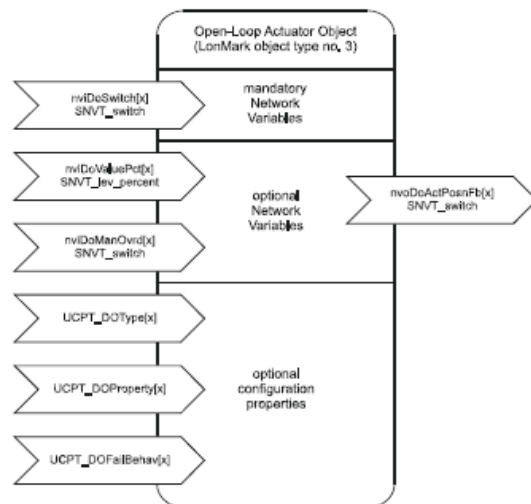 Open-Loop Actuator Object
(LonMark object type no. 3)
nviDoSwitch[x]
SNVT_switch
mandatory
Network
Variables
nviDoValuePct[x]
SNVT_lev_percent
optional
Network
Variables
nvoDoActPosnFb[x]
SNVT_switch
nviDoManOvrd[x]
SNVT_switch
UCPT_DOType[x]
UCPT_DOProperty[x]
optional
configuration
properties
UCPT_DOFailBehav[x]